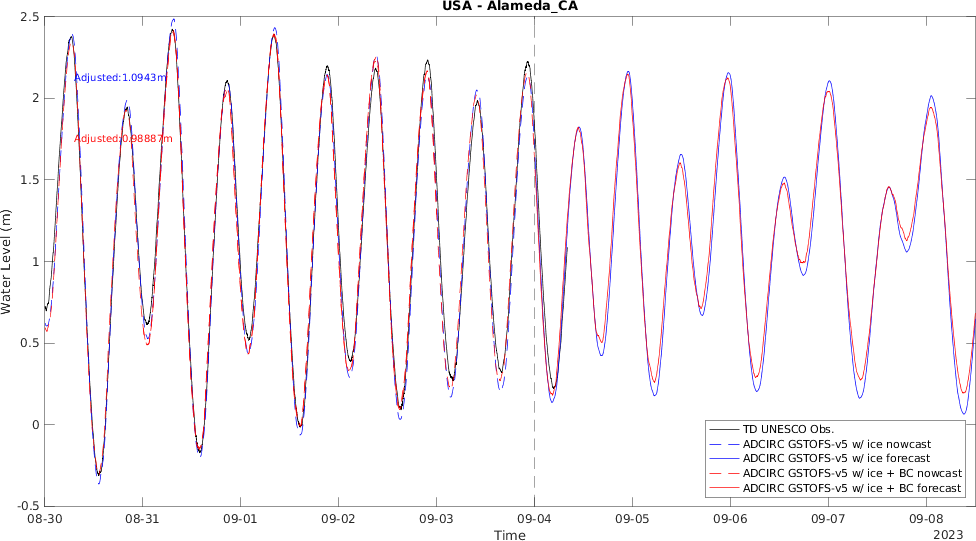 USA - Alameda_CA
2.5
2
1.5
1
0.5
0
-0.5
Water Level (m)
Adjusted:1.0943m
Adjusted:0.98887m
TD UNESCO Obs.
ADCIRC GSTOFS-v5 w/ ice nowcast
ADCIRC GSTOFS-v5 w/ ice forecast
ADCIRC GSTOFS-v5 w/ ice + BC nowcast
ADCIRC GSTOFS-v5 w/ ice + BC forecast
08-30 08-31 09-01 09-02 09-03 09-04 09-05 09-06 09-07 09-08
Time
2023